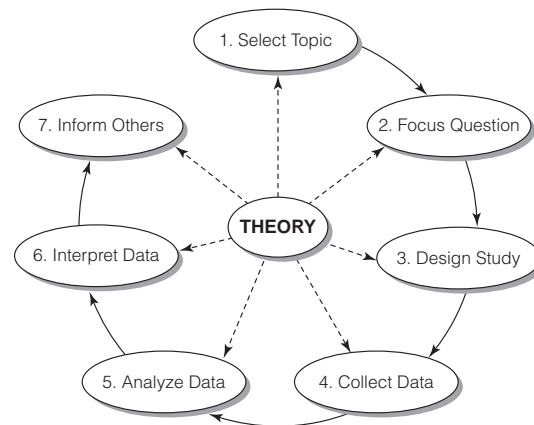 1. Select Topic
2. Focus Question
3. Design Study
4. Collect Data
5. Analyze Data
6. Interpret Data
7. Inform Others
THEORY